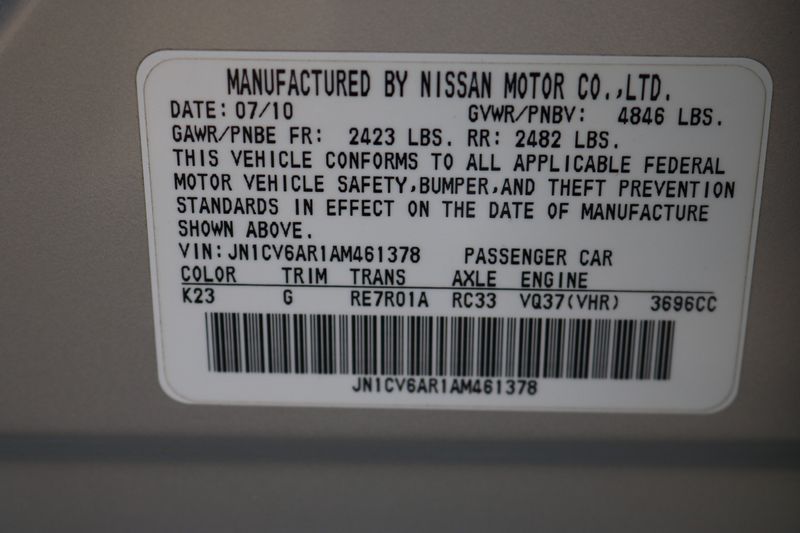 MANUFACTURED BY NISSAN MOTOR CO.,LTD.
DATE: 07/10 GVWR/PNBV: 4846 LBS.
GAWR/PNBE FR: 2423 LBS. RR: 2482 LBS.
THIS VEHICLE CONFORMS TO ALL APPLICABLE FEDERAL
MOTOR VEHICLE SAFETY,BUMPER,AND THEFT PREVENTION
STANDARDS IN EFFECT ON THE DATE OF MANUFACTURE
SHOWN ABOVE.
VIN: JN1CV6AR1AM461378 PASSENGER CAR
COLOR TRIM TRANS AXLE ENGINE
K23 G RE7R01A RC33 VQ37(VHR) 3696CC
JN1CV6AR1AM461378